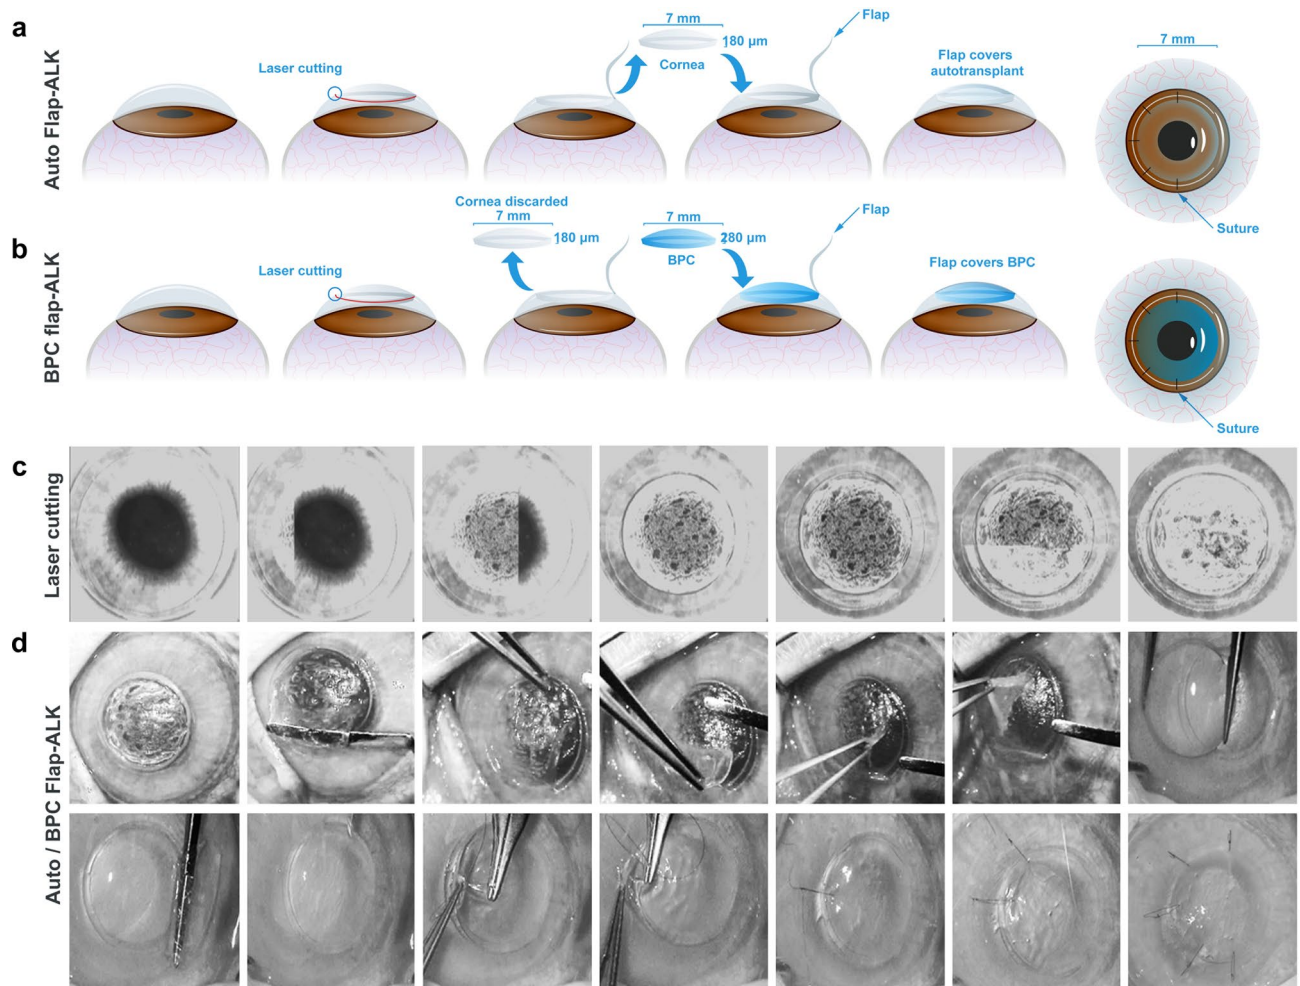 a
Auto Flap-ALK
Laser cutting
7 mm
180 µm
Cornea
Flap
Flap covers
autotransplant
7 mm
Suture
b
BPC flap-ALK
Laser cutting
Cornea discarded
7 mm
180 µm
7 mm
280 µm
BPC
Flap
Flap covers BPC
Suture
c
Laser cutting
d
Auto / BPC Flap-ALK